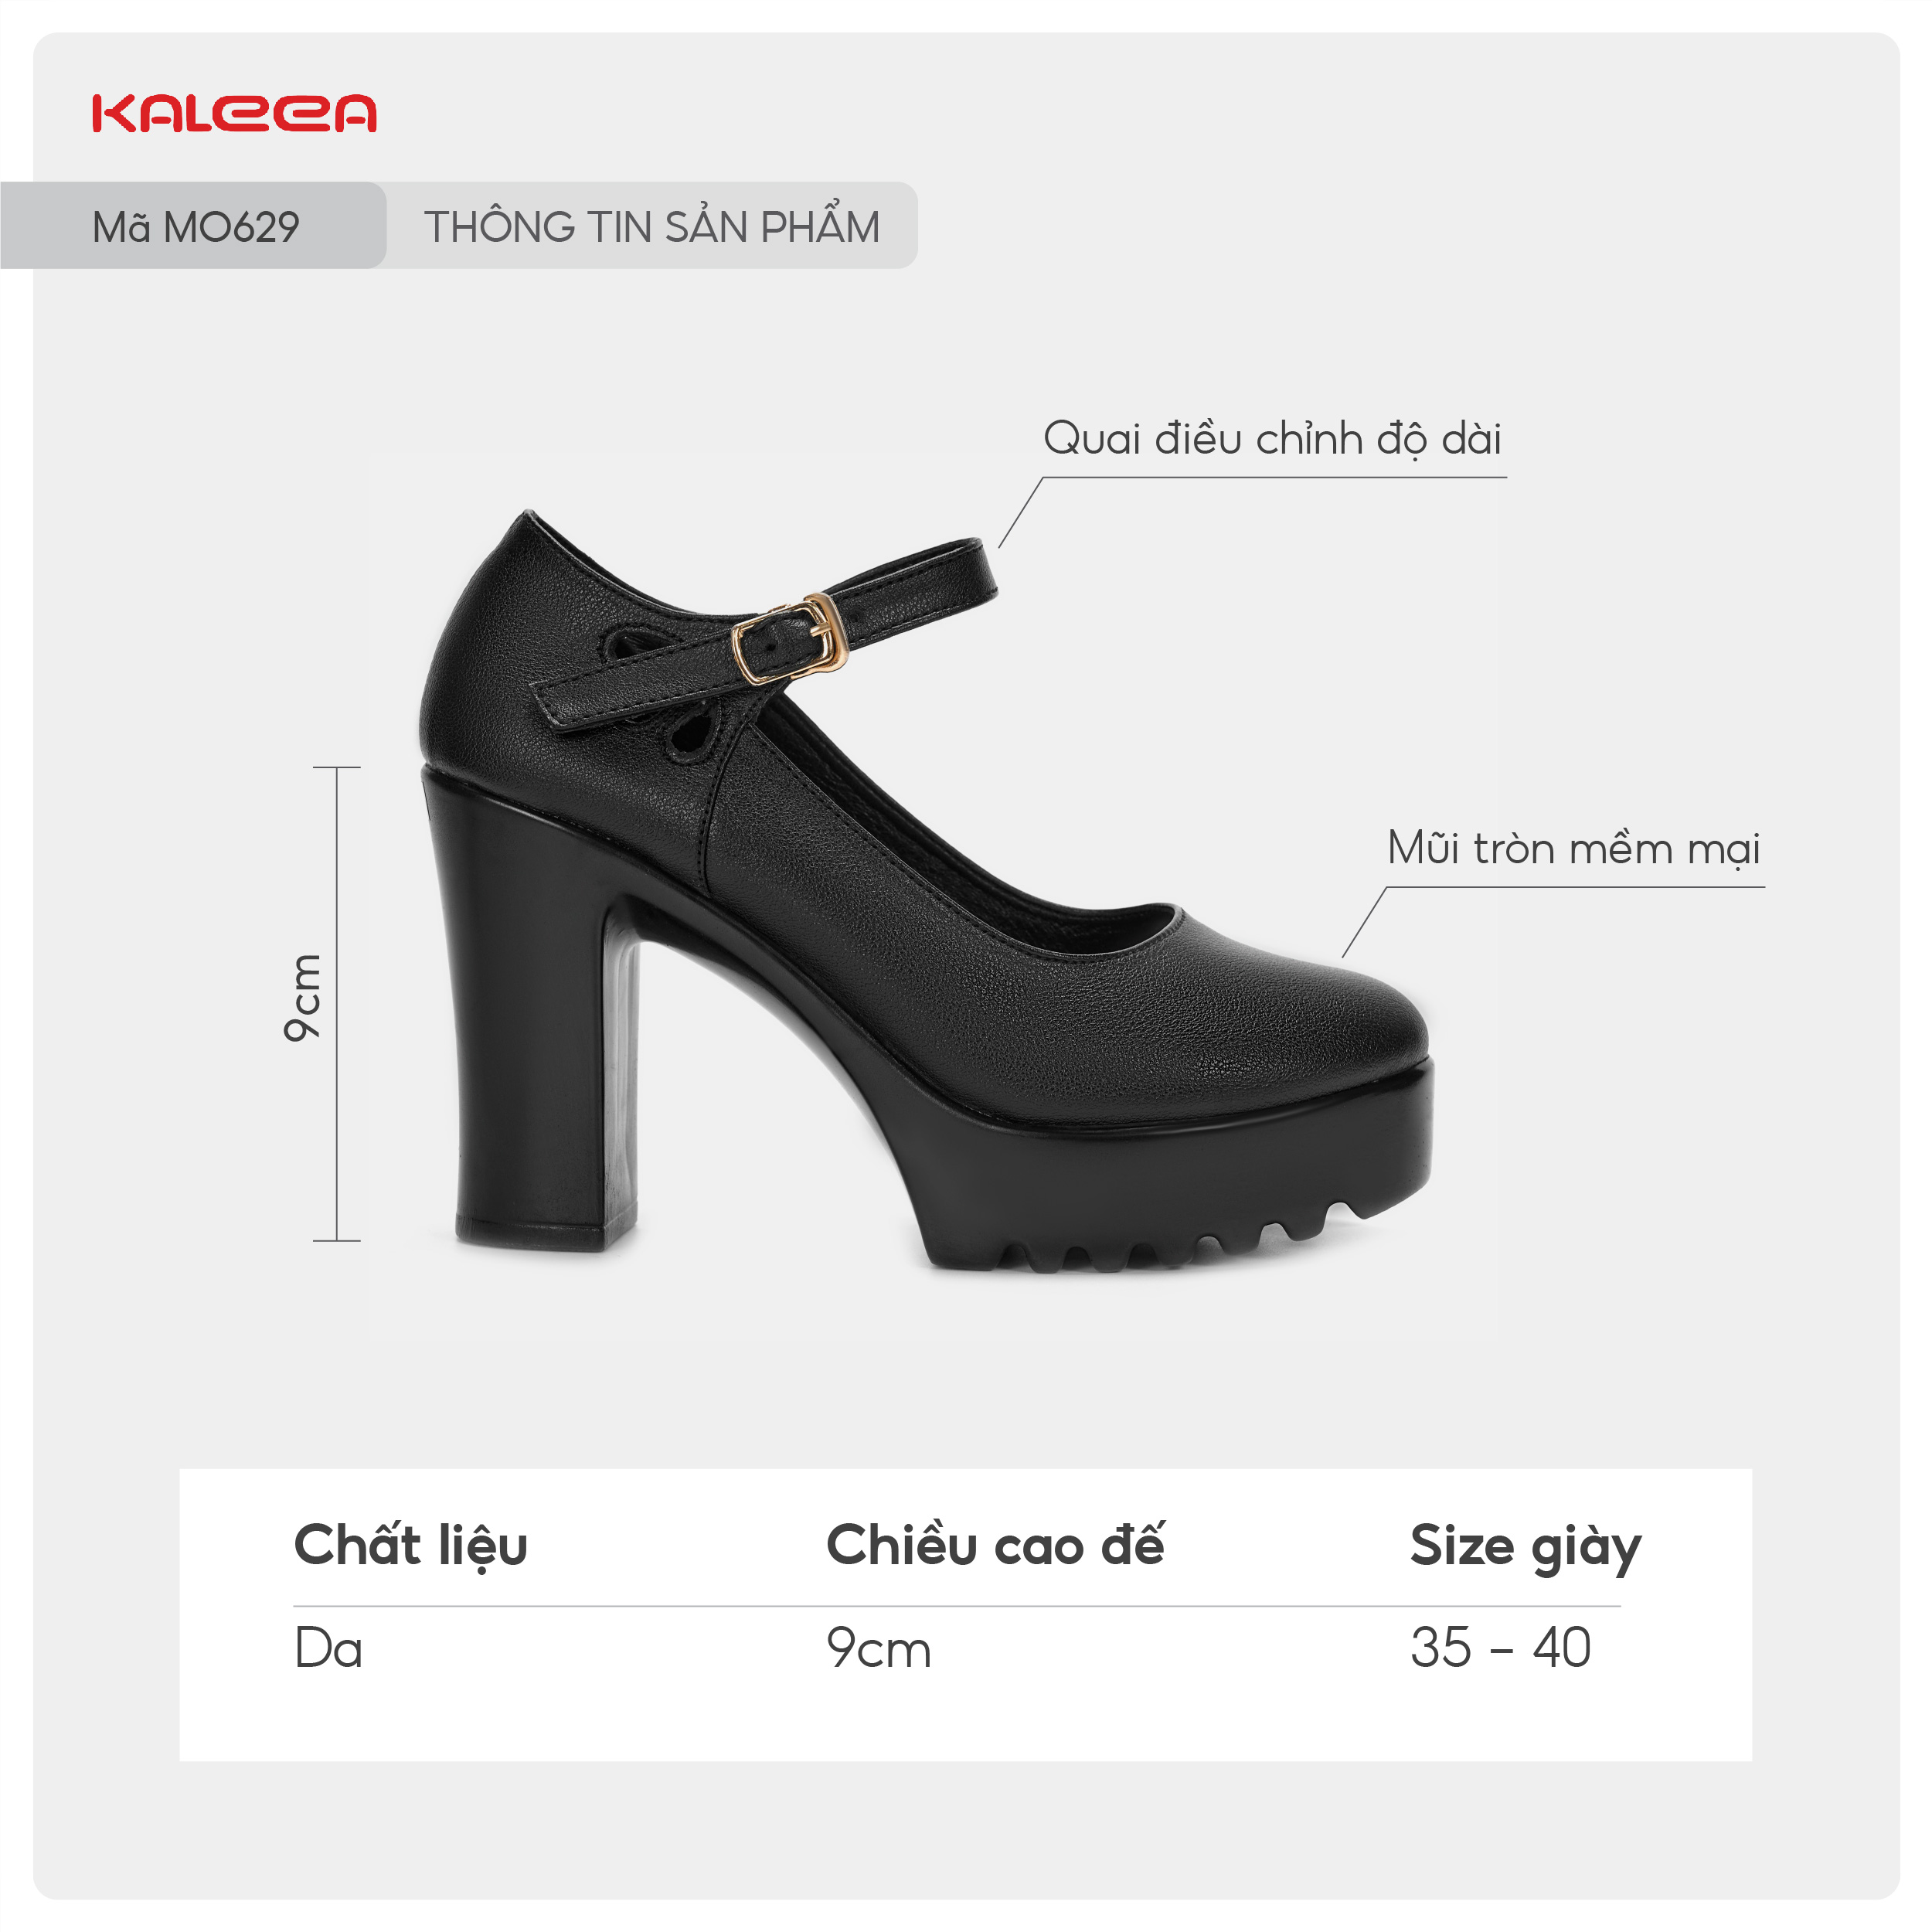 KALEEA
Mã MO629
THÔNG TIN SẢN PHẨM
Quai điều chỉnh độ dài
Mũi tròn mềm mại
9cm
Chất liệu Chiều cao đế Size giày
Da 9cm 35 – 40